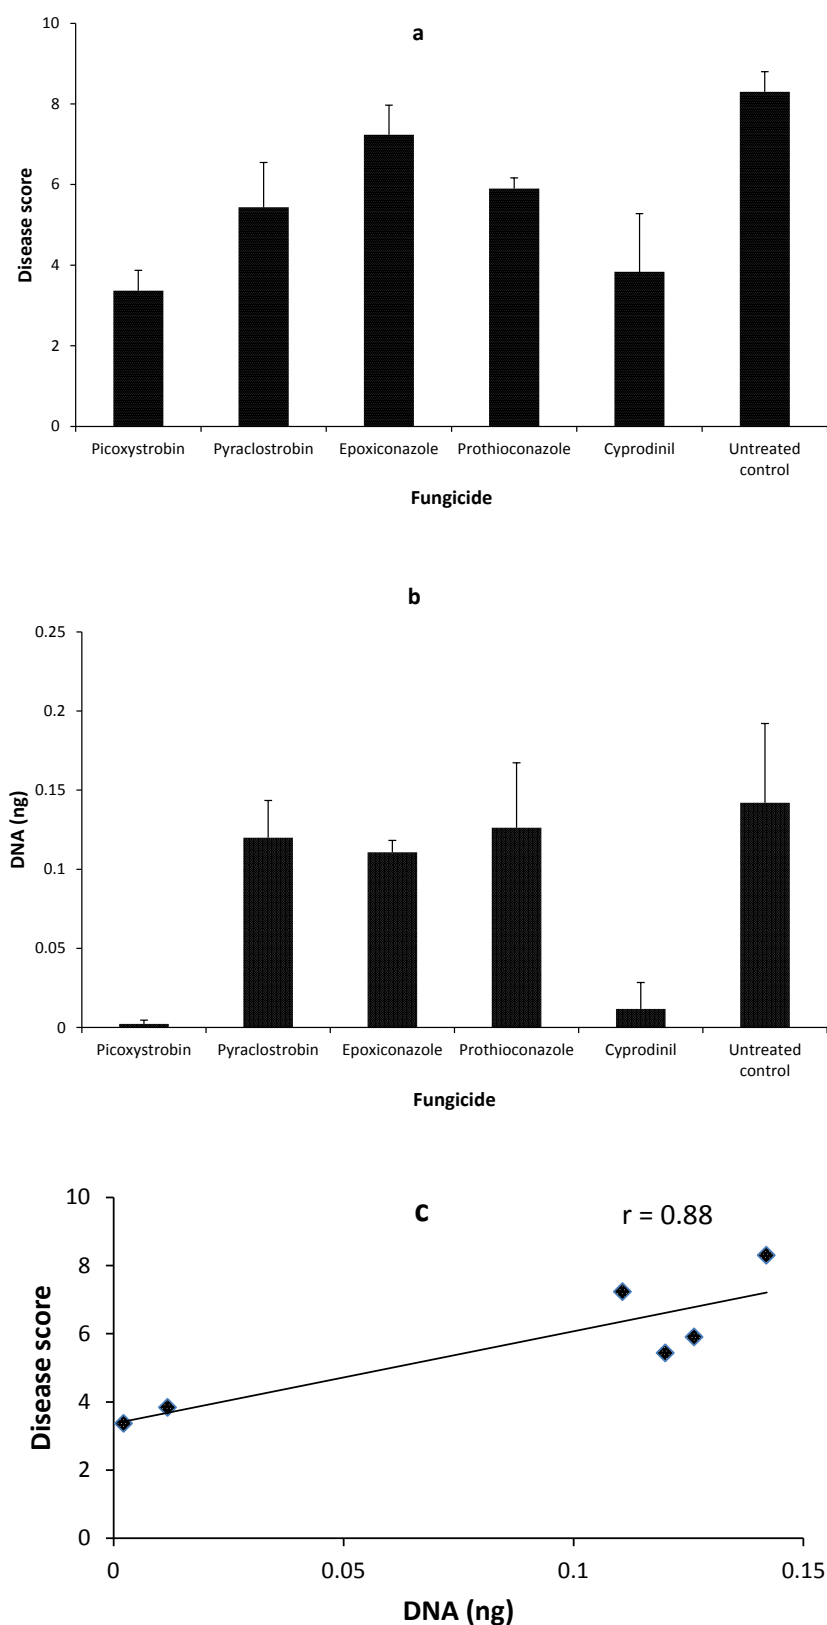 a
10
8
6
4
2
0
Disease score
Picoxystrobin Pyraclostrobin Epoxiconazole Prothioconazole Cyprodinil Untreated
control
Fungicide
b
0.25
0.2
0.15
0.1
0.05
0
DNA (ng)
Picoxystrobin Pyraclostrobin Epoxiconazole Prothioconazole Cyprodinil Untreated
control
Fungicide
c
r = 0.88
10
8
6
4
2
0
Disease score
0 0.05 0.1 0.15
DNA (ng)